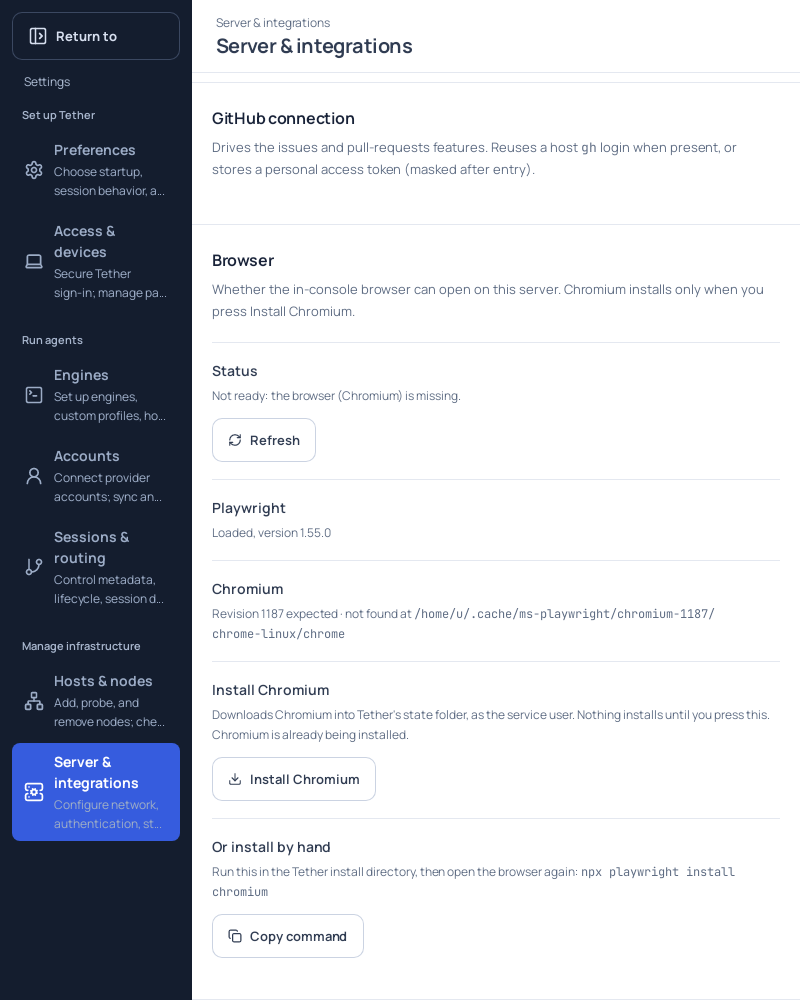 Return to
Settings
Set up Tether
Preferences
Choose startup,
session behavior, a...
Access &
devices
Secure Tether
sign-in; manage pa...
Run agents
Engines
Set up engines,
custom profiles, ho...
Accounts
Connect provider
accounts; sync an...
Sessions &
routing
Control metadata,
lifecycle, session d...
Manage infrastructure
Hosts & nodes
Add, probe, and
remove nodes; che...
Server &
integrations
Configure network,
authentication, st...
Server & integrations
Server & integrations
GitHub connection
Drives the issues and pull-requests features. Reuses a host gh login when present, or
stores a personal access token (masked after entry).
Browser
Whether the in-console browser can open on this server. Chromium installs only when you
press Install Chromium.
Status
Not ready: the browser (Chromium) is missing.
Refresh
Playwright
Loaded, version 1.55.0
Chromium
Revision 1187 expected · not found at /home/u/.cache/ms-playwright/chromium-1187/
chrome-linux/chrome
Install Chromium
Downloads Chromium into Tether's state folder, as the service user. Nothing installs until you press this.
Chromium is already being installed.
Install Chromium
Or install by hand
Run this in the Tether install directory, then open the browser again: npx playwright install
chromium
Copy command